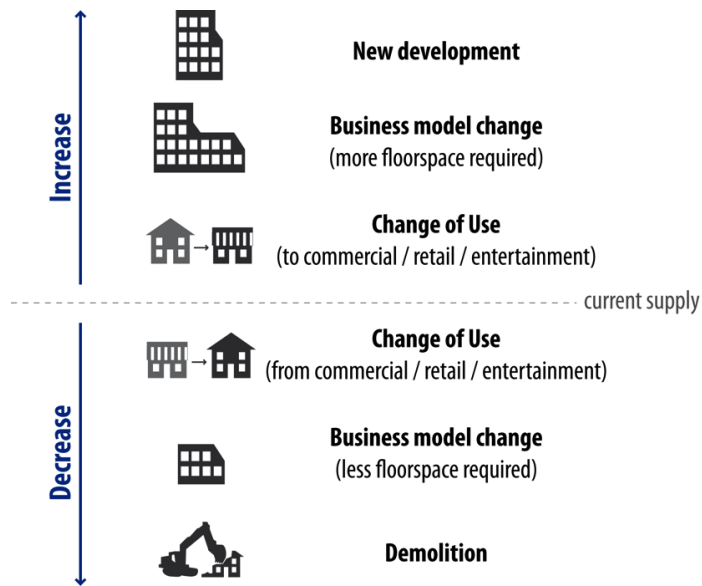 Increase
New development
Business model change
(more floorspace required)
Change of Use
(to commercial / retail / entertainment)
current supply
Decrease
Change of Use
(from commercial / retail / entertainment)
Business model change
(less floorspace required)
Demolition